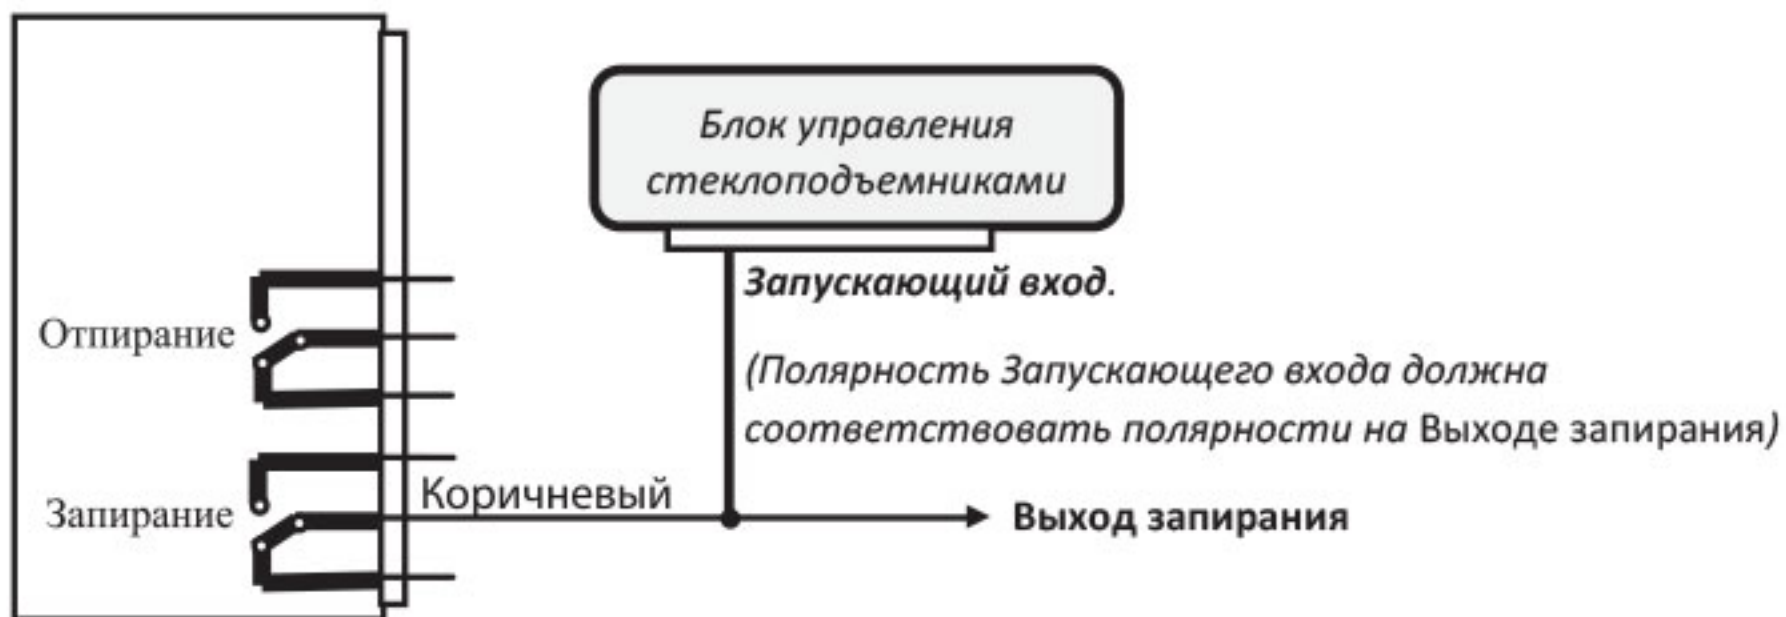 Блок управления
стеклоподъемниками
Запускающий вход.
Отпирание
(Полярность Запускающего входа должна
соответствовать полярности на Выходе запирания)
Запирание
Коричневый
Выход запирания